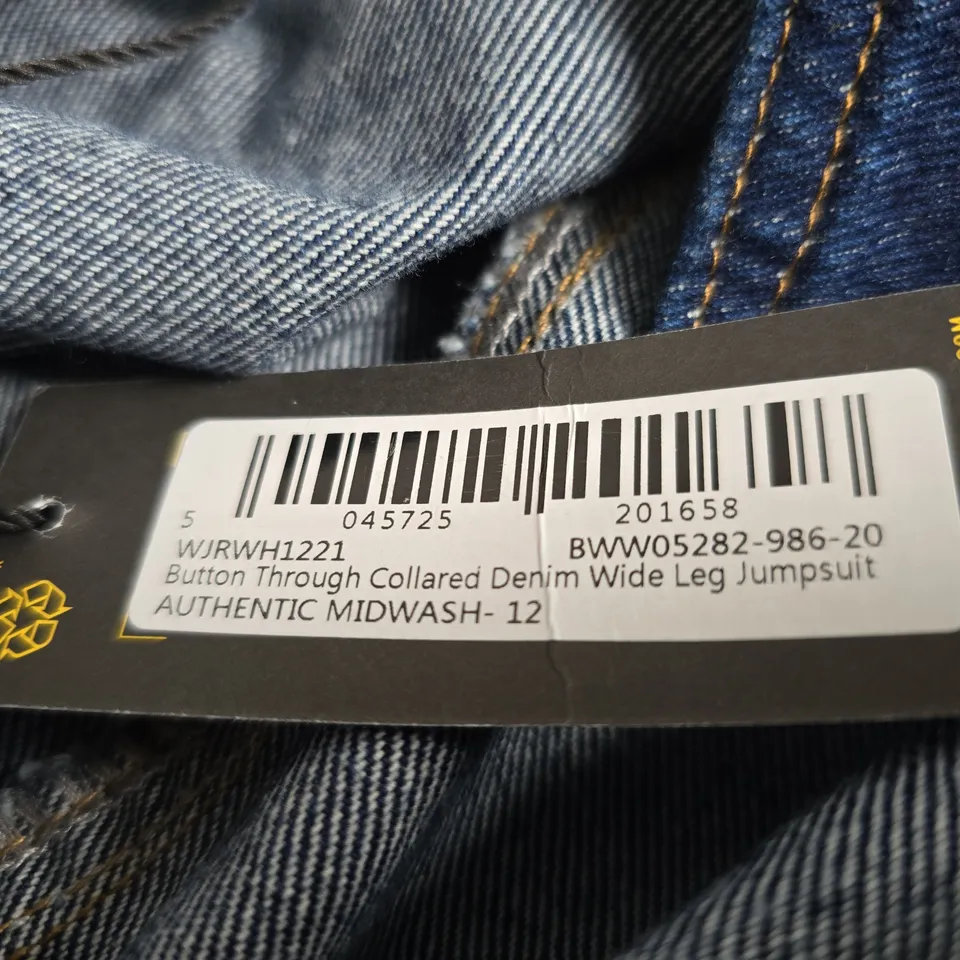 5 045725 201658
WJRWH1221 BWW05282-986-20
Button Through Collared Denim Wide Leg Jumpsuit
AUTHENTIC MIDWASH- 12